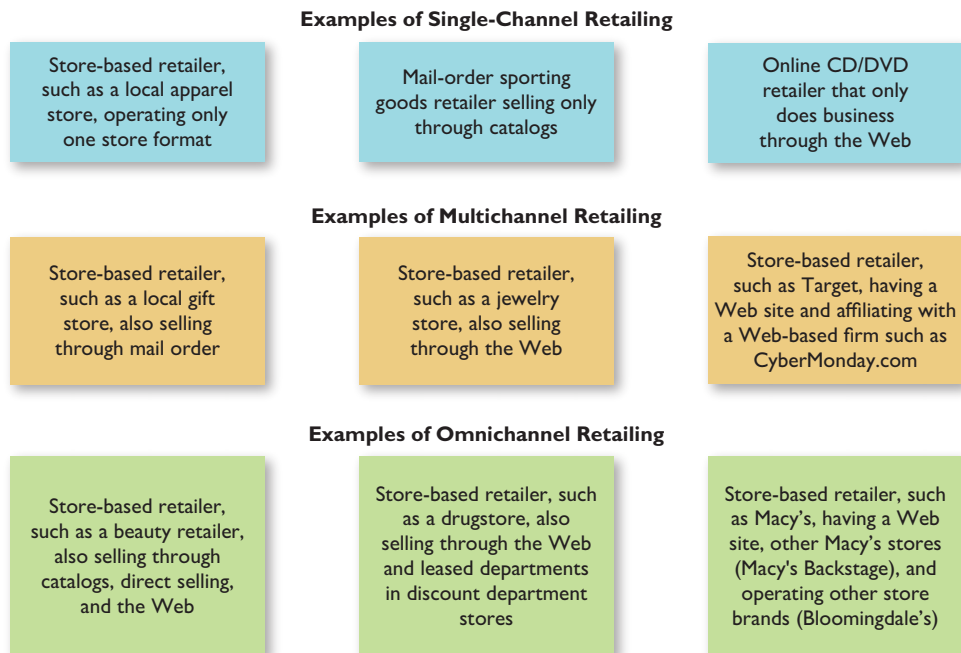 Examples of Single-Channel Retailing
Store-based retailer,
such as a local apparel
store, operating only
one store format
Mail-order sporting
goods retailer selling only
through catalogs
Online CD/DVD
retailer that only
does business
through the Web
Examples of Multichannel Retailing
Store-based retailer,
such as a local gift
store, also selling
through mail order
Store-based retailer,
such as a jewelry
store, also selling
through the Web
Store-based retailer,
such as Target, having a
Web site and affiliating with
a Web-based firm such as
CyberMonday.com
Examples of Omnichannel Retailing
Store-based retailer,
such as a beauty retailer,
also selling through
catalogs, direct selling,
and the Web
Store-based retailer, such
as a drugstore, also
selling through the Web
and leased departments
in discount department
stores
Store-based retailer, such
as Macy’s, having a Web
site, other Macy’s stores
(Macy's Backstage), and
operating other store
brands (Bloomingdale’s)